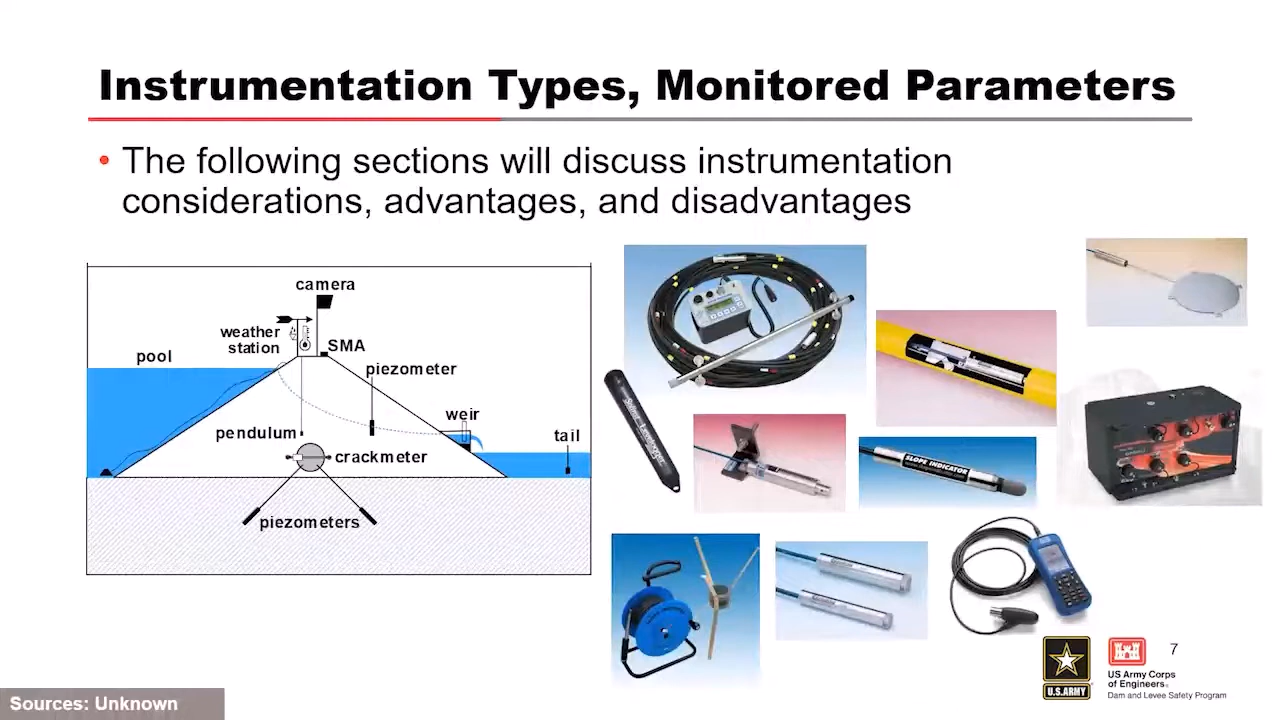 Instrumentation Types, Monitored Parameters
• The following sections will discuss instrumentation
considerations, advantages, and disadvantages
camera
weather
station
SMA
pool
piezometer
weir
pendulum
tail
crackmeter
piezometers
SLOPE INDICATOR
U.S.ARMY
US Army Corps
of Engineers®
Dam and Levee Safety Program
7
Sources: Unknown